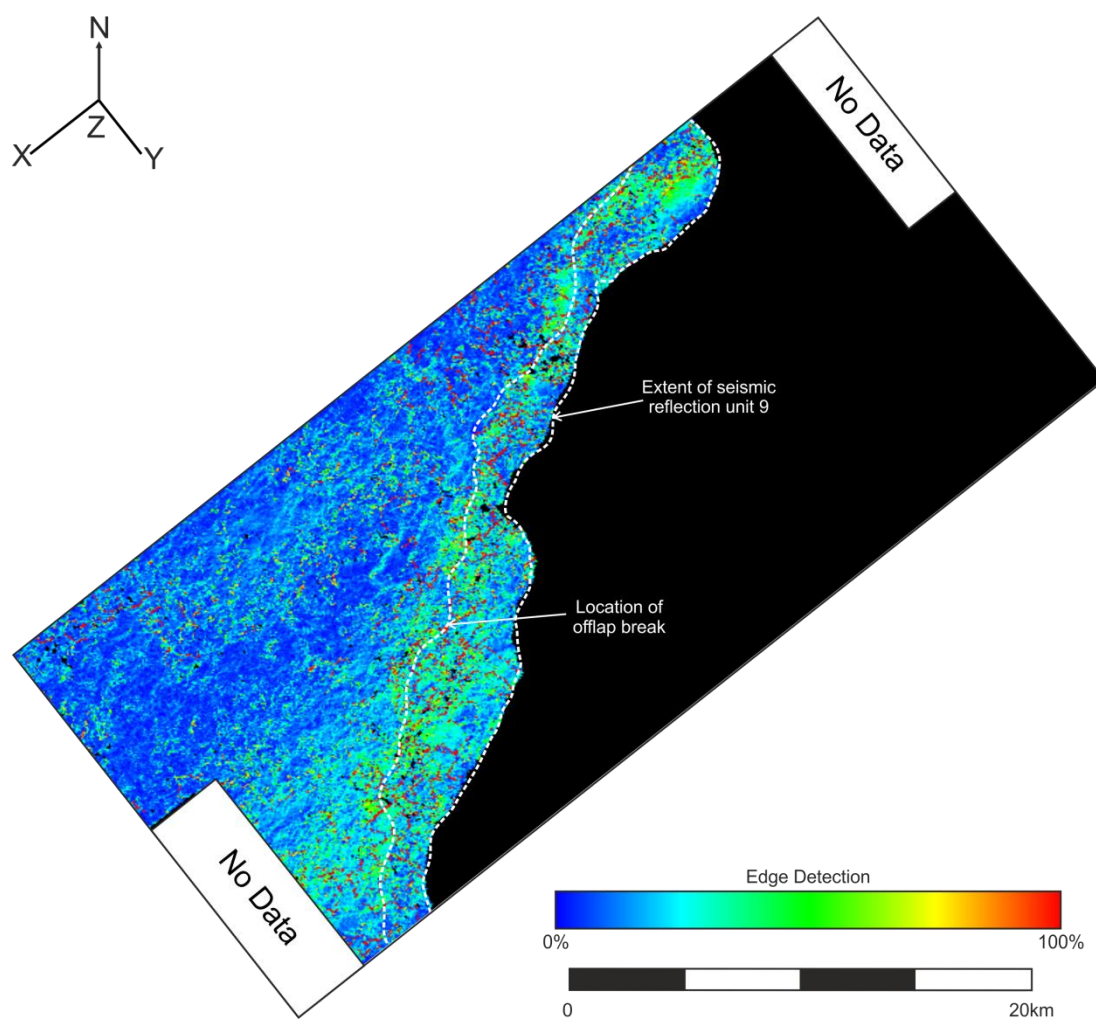 N
X
Z
Y
No Data
Extent of seismic
reflection unit 9
Location of
offlap break
No Data
Edge Detection
0%
100%
0
20km